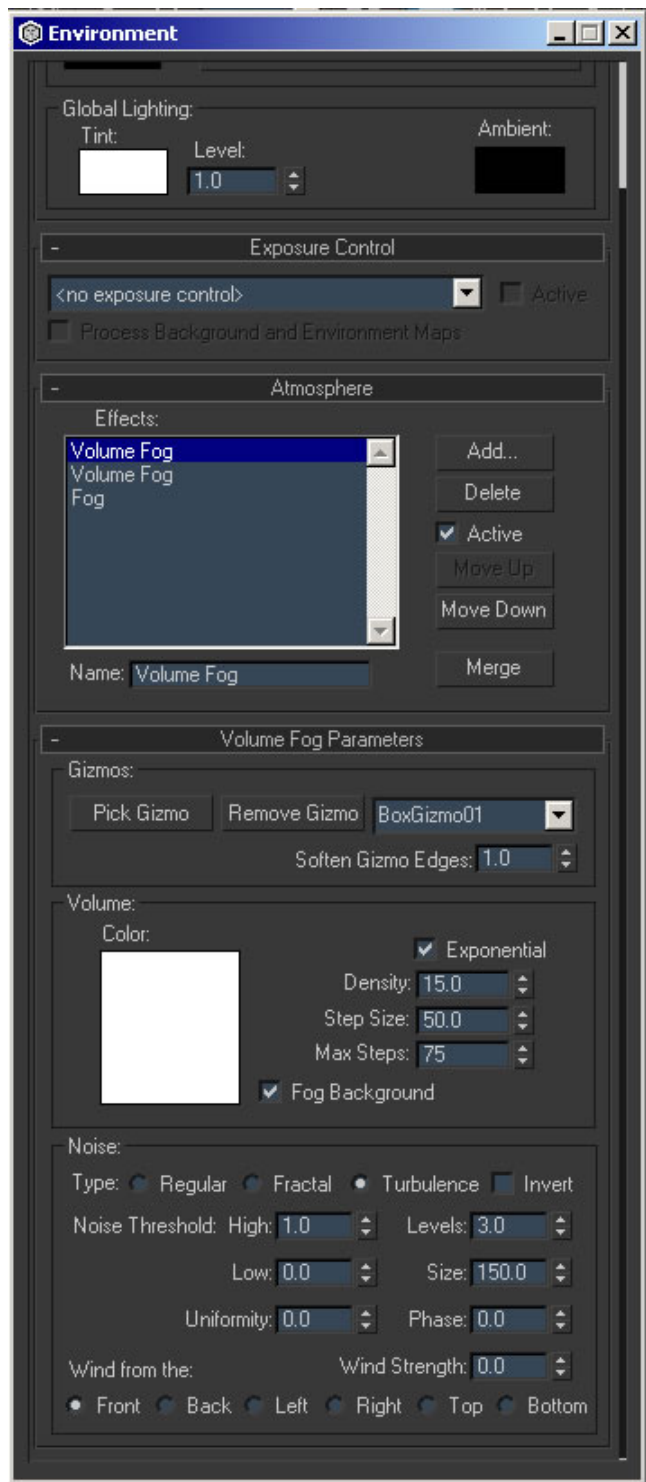 Environment
Global Lighting:
Tint:
Level:
Ambient:
1.0
- Exposure Control
<no exposure control>
Active
Process Background and Environment Maps
- Atmosphere
Effects:
Volume Fog
Volume Fog
Fog
Add...
Delete
Active
Move Up
Move Down
Merge
Name: Volume Fog
- Volume Fog Parameters
Gizmos:
Pick Gizmo Remove Gizmo BoxGizmo01
Soften Gizmo Edges: 1.0
Volume:
Color:
Exponential
Density: 15.0
Step Size: 50.0
Max Steps: 75
Fog Background
Noise:
Type: Regular Fractal Turbulence Invert
Noise Threshold: High: 1.0 Levels: 3.0
Low: 0.0 Size: 150.0
Uniformity: 0.0 Phase: 0.0
Wind from the: Wind Strength: 0.0
Front Back Left Right Top Bottom